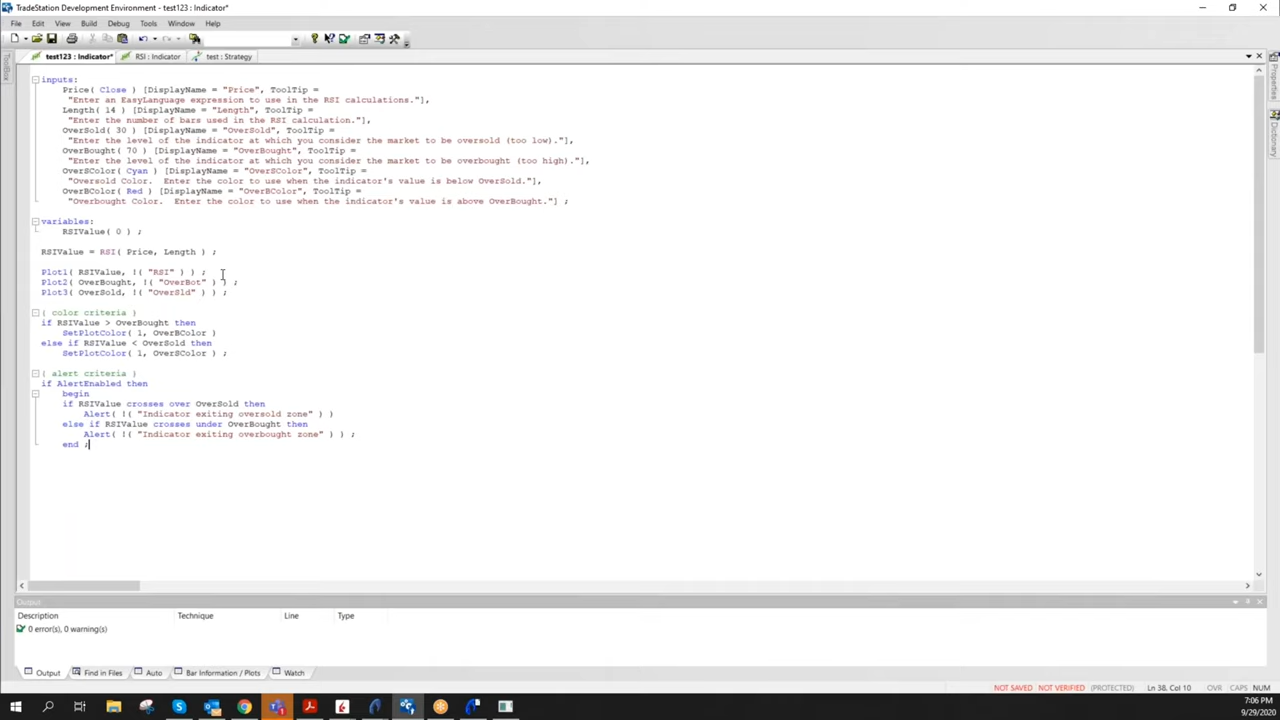 TradeStation Development Environment - test123 : Indicator*
File Edit View Build Debug Tools Window Help
test123 : Indicator* RSI : Indicator test : Strategy
ToolBox
Properties
Dictionary
inputs:
Price( Close ) [DisplayName = "Price", ToolTip =
"Enter an EasyLanguage expression to use in the RSI calculations."],
Length( 14 ) [DisplayName = "Length", ToolTip =
"Enter the number of bars used in the RSI calculation."],
OverSold( 30 ) [DisplayName = "OverSold", ToolTip =
"Enter the level of the indicator at which you consider the market to be oversold (too low)."],
OverBought( 70 ) [DisplayName = "OverBought", ToolTip =
"Enter the level of the indicator at which you consider the market to be overbought (too high)."],
OverSColor( Cyan ) [DisplayName = "OverSColor", ToolTip =
"Oversold Color.  Enter the color to use when the indicator's value is below OverSold."],
OverBColor( Red ) [DisplayName = "OverBColor", ToolTip =
"Overbought Color.  Enter the color to use when the indicator's value is above OverBought."] ;
variables:
RSIValue( 0 ) ;
RSIValue = RSI( Price, Length ) ;
Plot1( RSIValue, !( "RSI" ) ) ;
Plot2( OverBought, !( "OverBot" ) ) ;
Plot3( OverSold, !( "OverSld" ) ) ;
{ color criteria }
if RSIValue > OverBought then
SetPlotColor( 1, OverBColor )
else if RSIValue < OverSold then
SetPlotColor( 1, OverSColor ) ;
{ alert criteria }
if AlertEnabled then
begin
if RSIValue crosses over OverSold then
Alert( !( "Indicator exiting oversold zone" ) )
else if RSIValue crosses under OverBought then
Alert( !( "Indicator exiting overbought zone" ) ) ;
end ;
Output
Description Technique Line Type
0 error(s), 0 warning(s)
Output Find in Files Auto Bar Information / Plots Watch
NOT SAVED NOT VERIFIED (PROTECTED) Ln 38, Col 10 OVR CAPS NUM
7:06 PM
9/29/2020